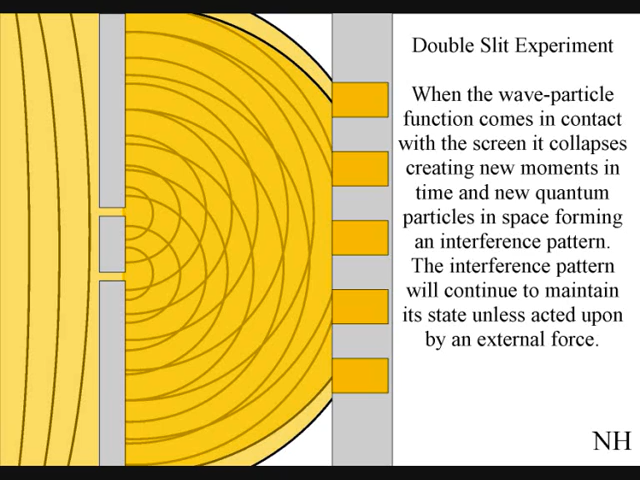 Double Slit Experiment
When the wave-particle
function comes in contact
with the screen it collapses
creating new moments in
time and new quantum
particles in space forming
an interference pattern.
The interference pattern
will continue to maintain
its state unless acted upon
by an external force.
NH